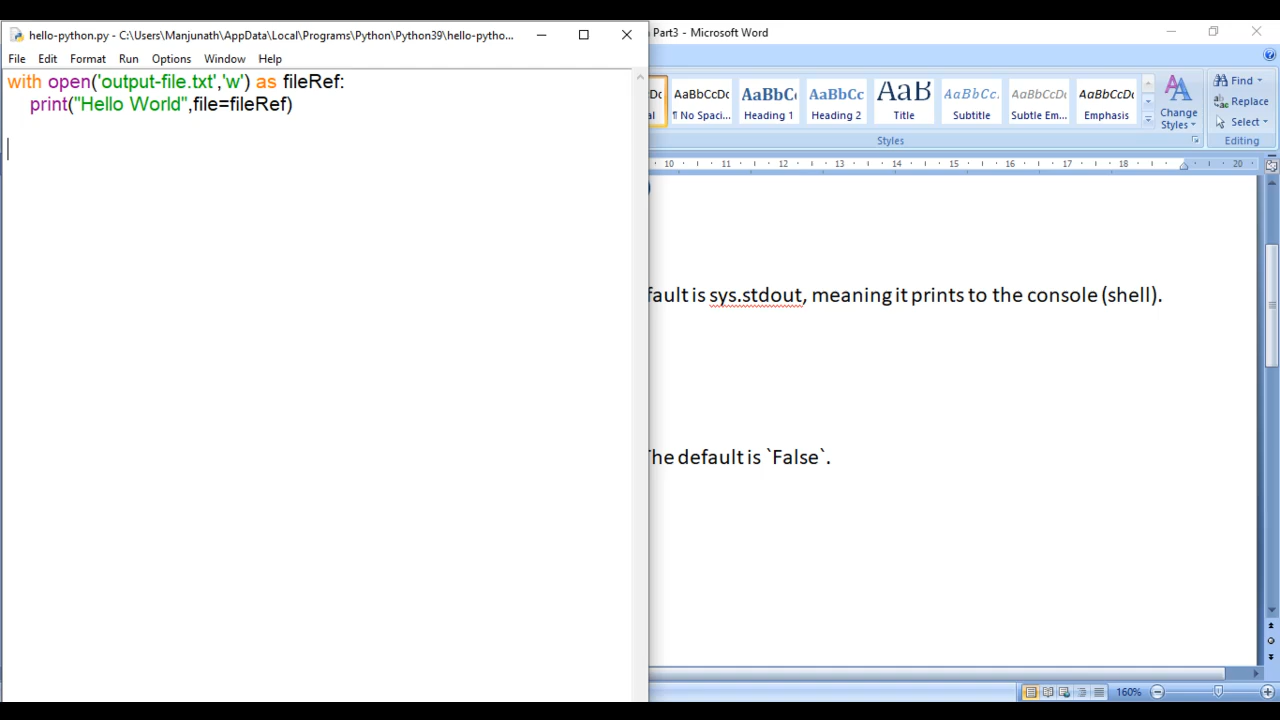 hello-python.py - C:\Users\Manjunath\AppData\Local\Programs\Python\Python39\hello-pytho...
File Edit Format Run Options Window Help
with open('output-file.txt','w') as fileRef:
    print("Hello World",file=fileRef)
Part3 - Microsoft Word
AaBbCcDc AaBbCc AaBbCc AaB AaBbCc. AaBbCcDc AaBbCcDc
¶ No Spaci... Heading 1 Heading 2 Title Subtitle Subtle Em... Emphasis
Change Styles
Find
Replace
Select
Styles
Editing
10 11 12 13 14 15 16 17 18 20
fault is sys.stdout, meaning it prints to the console (shell).
The default is `False`.
160%